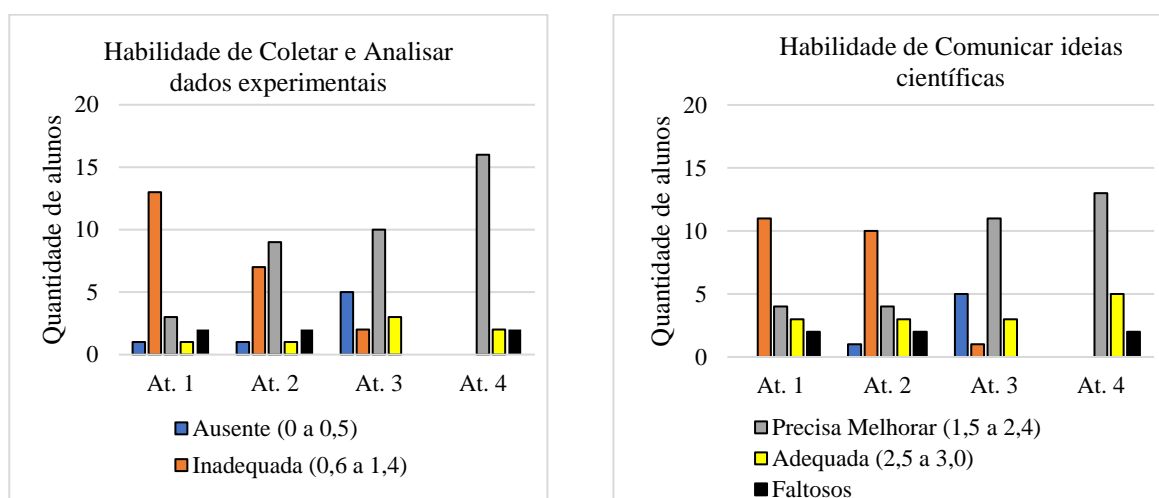 Habilidade de Coletar e Analisar
dados experimentais
Quantidade de alunos
20
15
10
5
0
At. 1
At. 2
At. 3
At. 4
Ausente (0 a 0,5)
Inadequada (0,6 a 1,4)
Habilidade de Comunicar ideias
científicas
Quantidade de alunos
20
15
10
5
0
At. 1
At. 2
At. 3
At. 4
Precisa Melhorar (1,5 a 2,4)
Adequada (2,5 a 3,0)
Faltosos